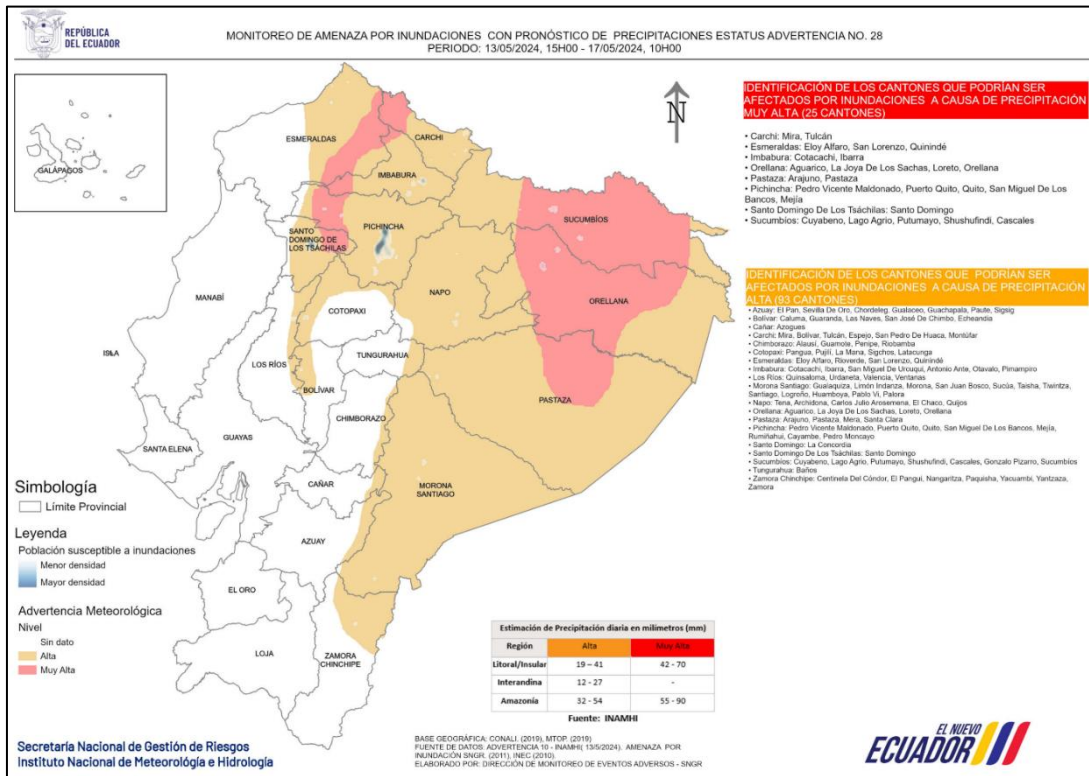 REPÚBLICA
DEL ECUADOR
MONITOREO DE AMENAZA POR INUNDACIONES CON PRONÓSTICO DE PRECIPITACIONES ESTATUS ADVERTENCIA NO. 28
PERIODO: 13/05/2024, 15H00 - 17/05/2024, 10H00
GALÁPAGOS
N
ESMERALDAS
CARCHI
IMBABURA
SUCUMBÍOS
PICHINCHA
SANTO
DOMINGO DE
LOS TSÁCHILAS
MANABÍ
NAPO
ORELLANA
COTOPAXI
ISLA
TUNGURAHUA
LOS RÍOS
BOLÍVAR
PASTAZA
CHIMBORAZO
SANTA ELENA
GUAYAS
CAÑAR
MORONA
SANTIAGO
AZUAY
EL ORO
LOJA
ZAMORA
CHINCHIPE
IDENTIFICACIÓN DE LOS CANTONES QUE PODRÍAN SER
AFECTADOS POR INUNDACIONES A CAUSA DE PRECIPITACIÓN
MUY ALTA (25 CANTONES)
• Carchi: Mira, Tulcán
• Esmeraldas: Eloy Alfaro, San Lorenzo, Quinindé
• Imbabura: Cotacachi, Ibarra
• Orellana: Aguarico, La Joya De Los Sachas, Loreto, Orellana
• Pastaza: Arajuno, Pastaza
• Pichincha: Pedro Vicente Maldonado, Puerto Quito, Quito, San Miguel De Los
Bancos, Mejía
• Santo Domingo De Los Tsáchilas: Santo Domingo
• Sucumbíos: Cuyabeno, Lago Agrio, Putumayo, Shushufindi, Cascales
IDENTIFICACIÓN DE LOS CANTONES QUE PODRÍAN SER
AFECTADOS POR INUNDACIONES A CAUSA DE PRECIPITACIÓN
ALTA (93 CANTONES)
• Azuay: El Pan, Sevilla De Oro, Chordeleg, Gualaceo, Guachapala, Paute, Sigsig
• Bolívar: Caluma, Guaranda, Las Naves, San José De Chimbo, Echeandia
• Cañar: Azogues
• Carchi: Mira, Bolívar, Tulcán, Espejo, San Pedro De Huaca, Montúfar
• Chimborazo: Alausí, Guamote, Penipe, Riobamba
• Cotopaxi: Pangua, Pujilí, La Mana, Sigchos, Latacunga
• Esmeraldas: Eloy Alfaro, Rioverde, San Lorenzo, Quinindé
• Imbabura: Cotacachi, Ibarra, San Miguel De Urcuqui, Antonio Ante, Otavalo, Pimampiro
• Los Ríos: Quinsaloma, Urdaneta, Valencia, Ventanas
• Morona Santiago: Gualaquiza, Limón Indanza, Morona, San Juan Bosco, Sucúa, Taisha, Tiwintza,
Santiago, Logroño, Huamboya, Pablo Vi, Palora
• Napo: Tena, Archidona, Carlos Julio Arosemena, El Chaco, Quijos
• Orellana: Aguarico, La Joya De Los Sachas, Loreto, Orellana
• Pastaza: Arajuno, Pastaza, Mera, Santa Clara
• Pichincha: Pedro Vicente Maldonado, Puerto Quito, Quito, San Miguel De Los Bancos, Mejía,
Rumiñahui, Cayambe, Pedro Moncayo
• Santo Domingo: La Concordia
• Santo Domingo De Los Tsáchilas: Santo Domingo
• Sucumbíos: Cuyabeno, Lago Agrio, Putumayo, Shushufindi, Cascales, Gonzalo Pizarro, Sucumbíos
• Tungurahua: Baños
• Zamora Chinchipe: Centinela Del Cóndor, El Pangui, Nangaritza, Paquisha, Yacuambi, Yantzaza,
Zamora
Simbología
Límite Provincial
Leyenda
Población susceptible a inundaciones
Menor densidad
Mayor densidad
Advertencia Meteorológica
Nivel
Sin dato
Alta
Muy Alta
Estimación de Precipitación diaria en milímetros (mm)
Región Alta Muy Alta
Litoral/Insular 19 – 41 42 - 70
Interandina 12 - 27 -
Amazonía 32 - 54 55 - 90
Fuente: INAMHI
BASE GEOGRÁFICA: CONALI. (2019), MTOP. (2019)
FUENTE DE DATOS: ADVERTENCIA 10 - INAMHI( 13/5/2024). AMENAZA POR
INUNDACIÓN SNGR. (2011), INEC (2010).
ELABORADO POR: DIRECCIÓN DE MONITOREO DE EVENTOS ADVERSOS - SNGR
Secretaría Nacional de Gestión de Riesgos
Instituto Nacional de Meteorología e Hidrología
EL NUEVO
ECUADOR